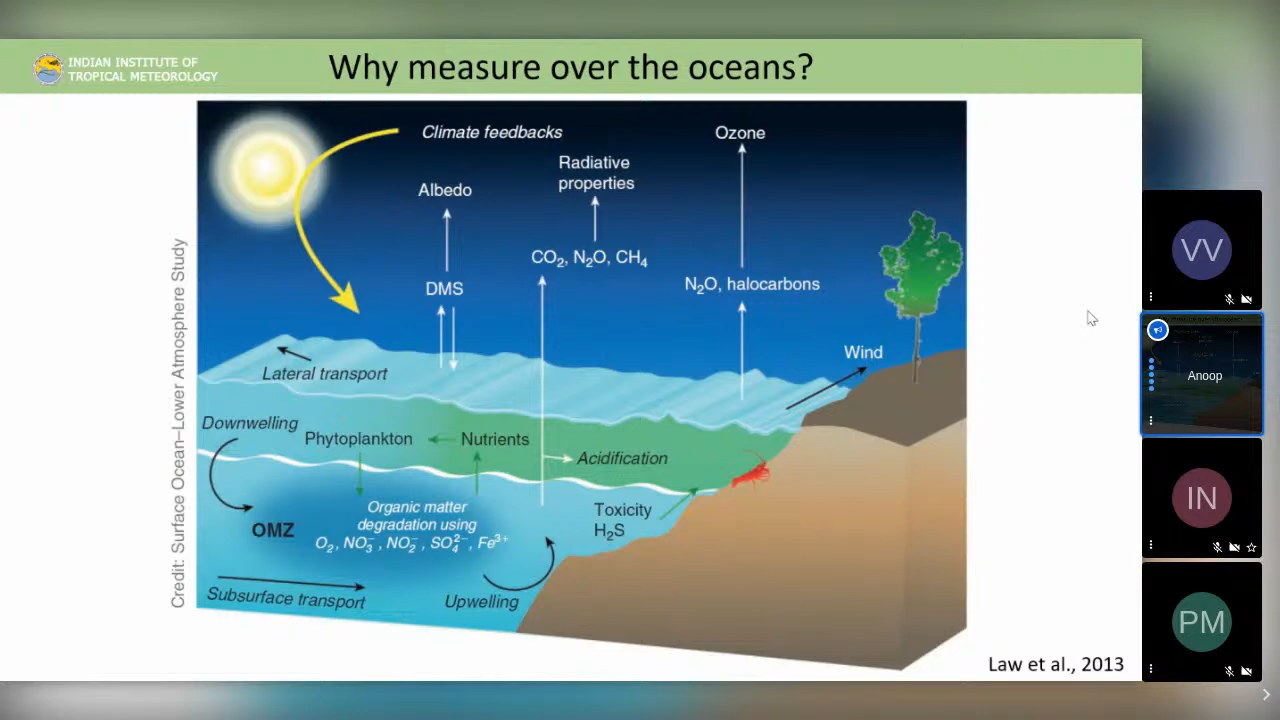 INDIAN INSTITUTE OF
TROPICAL METEOROLOGY
Why measure over the oceans?
Climate feedbacks
Ozone
Radiative
properties
Albedo
CO₂, N₂O, CH₄
DMS
N₂O, halocarbons
Wind
Lateral transport
Downwelling
Phytoplankton
Nutrients
Acidification
Organic matter
degradation using
O₂, NO₃⁻, NO₂⁻, SO₄²⁻, Fe³⁺
OMZ
Toxicity
H₂S
Subsurface transport
Upwelling
Credit: Surface Ocean–Lower Atmosphere Study
Law et al., 2013
VV
Anoop
IN
PM